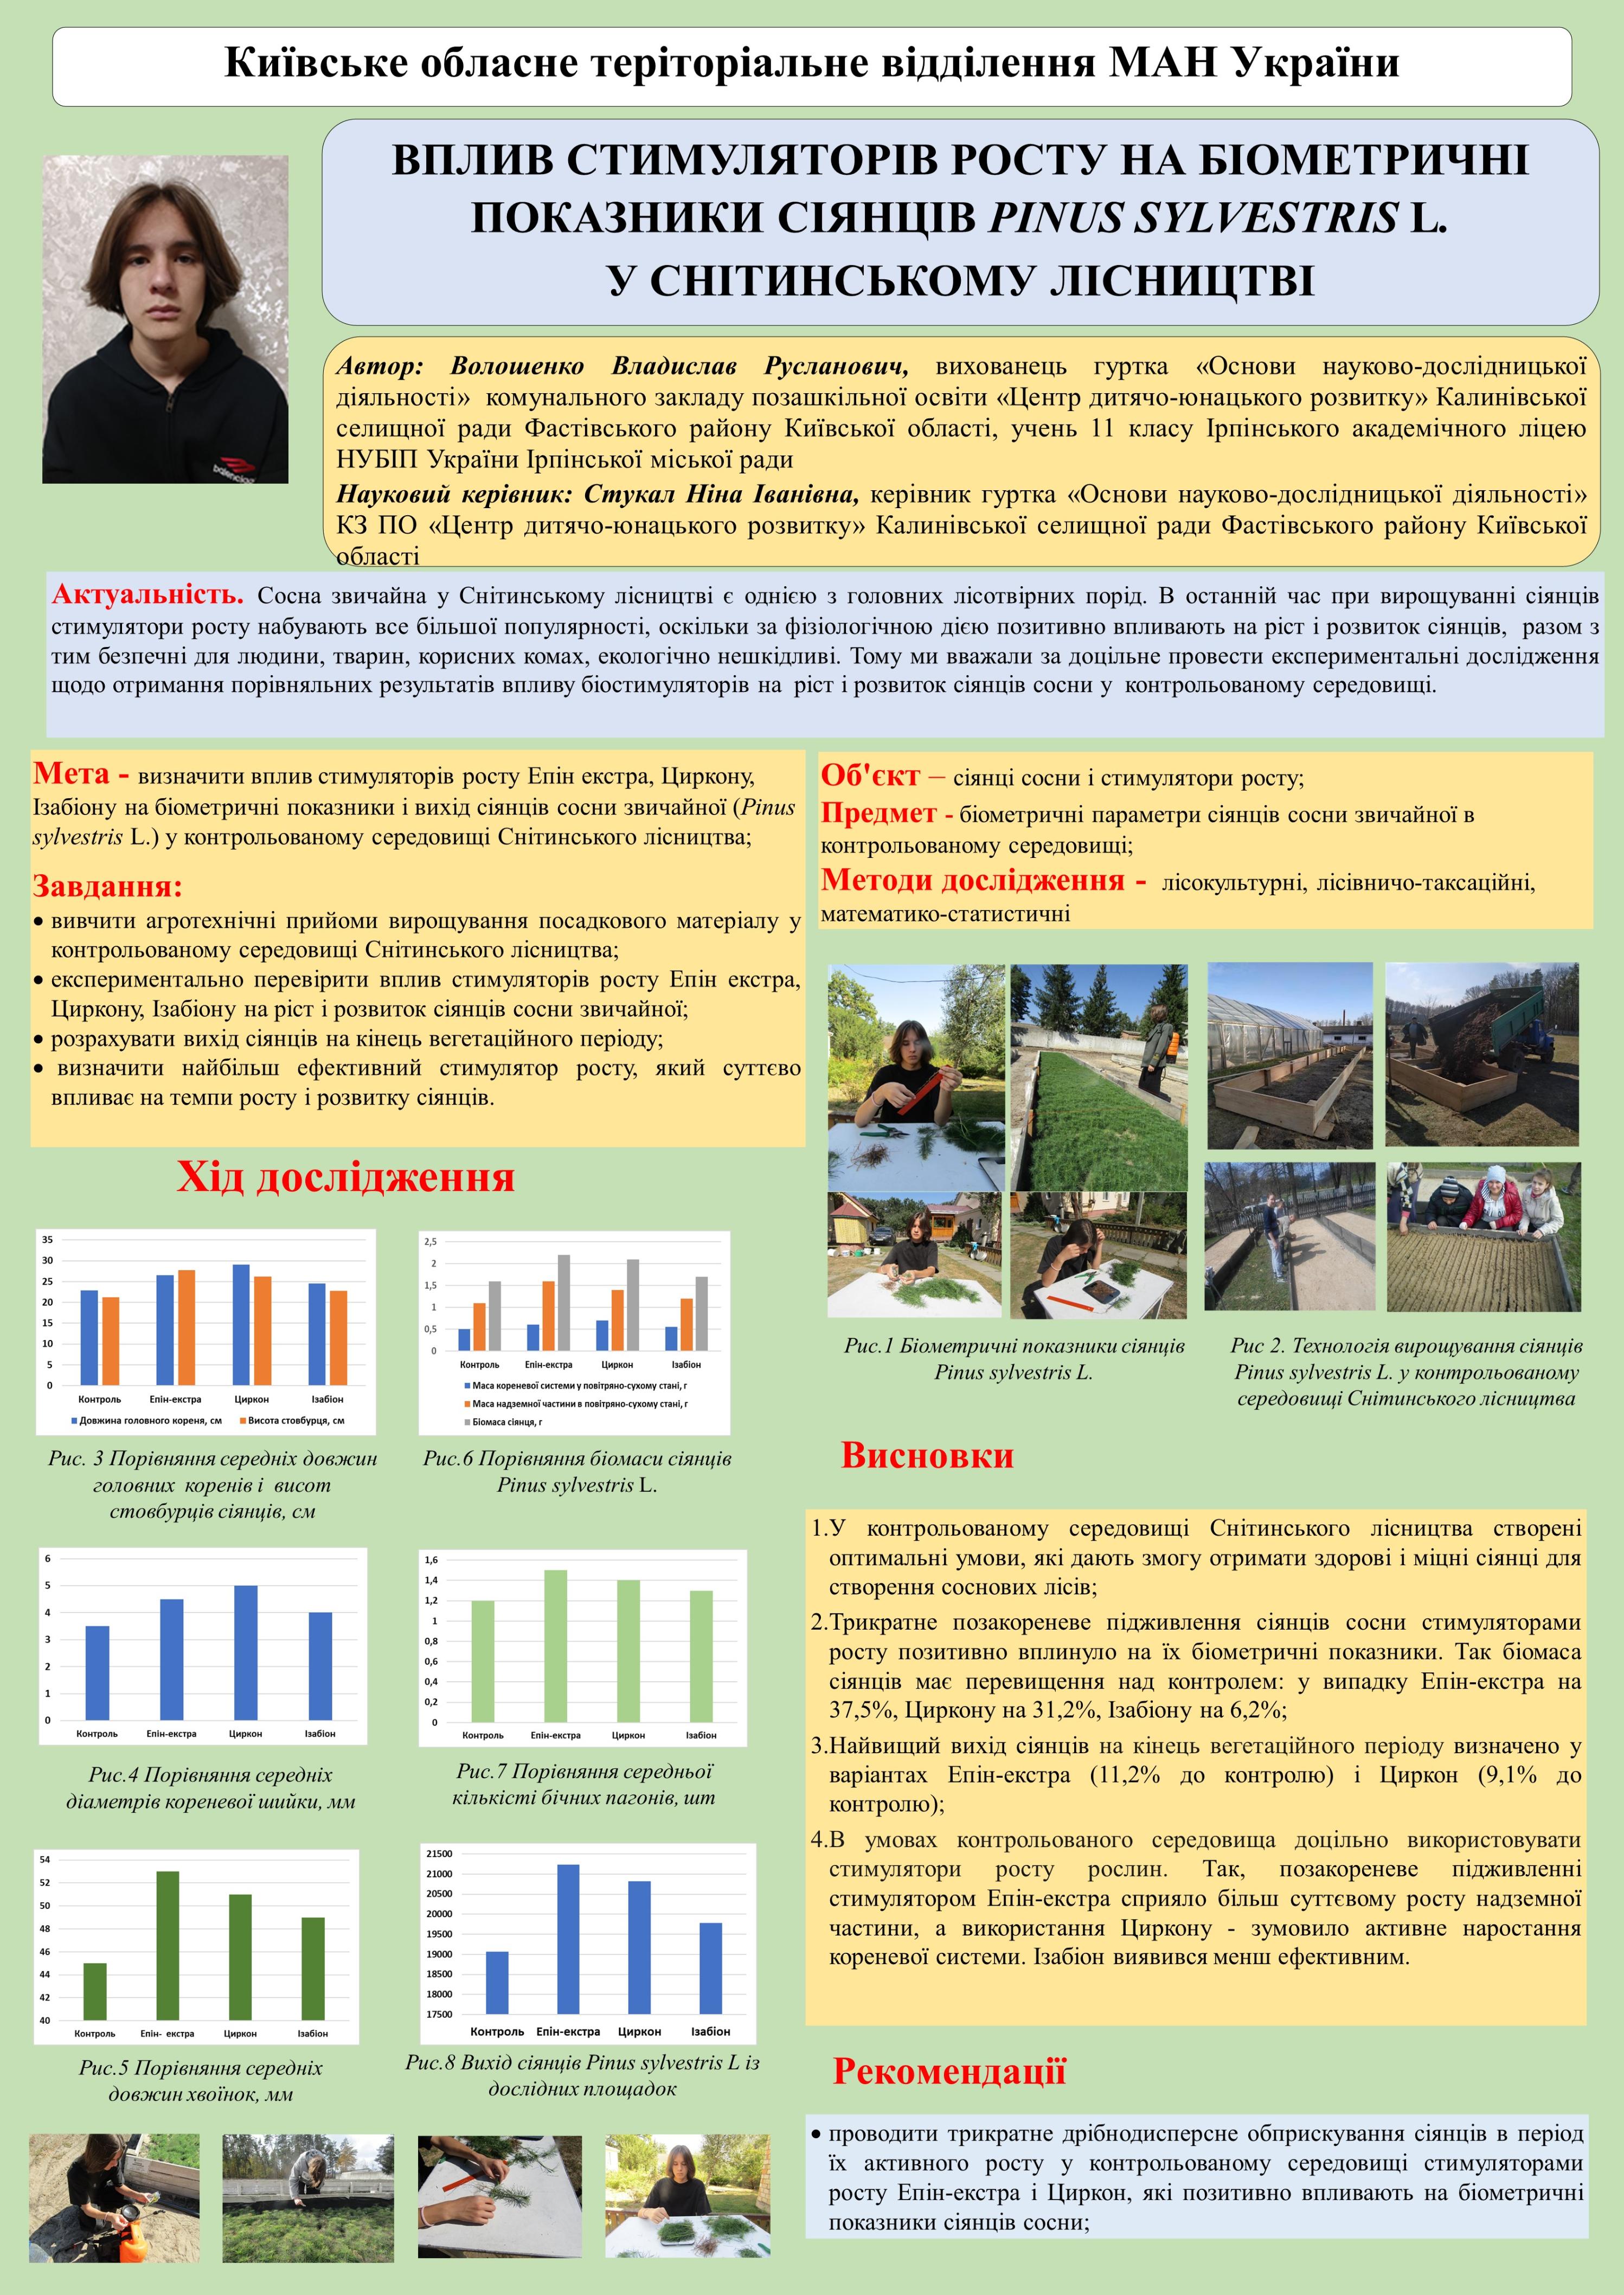 Київське обласне теріторіальне відділення МАН України
ВПЛИВ СТИМУЛЯТОРІВ РОСТУ НА БІОМЕТРИЧНІ
ПОКАЗНИКИ СІЯНЦІВ PINUS SYLVESTRIS L.
У СНІТИНСЬКОМУ ЛІСНИЦТВІ
Автор: Волошенко Владислав Русланович, вихованець гуртка «Основи науково-дослідницької
діяльності» комунального закладу позашкільної освіти «Центр дитячо-юнацького розвитку» Калинівської
селищної ради Фастівського району Київської області, учень 11 класу Ірпінського академічного ліцею
НУБІП України Ірпінської міської ради
Науковий керівник: Стукал Ніна Іванівна, керівник гуртка «Основи науково-дослідницької діяльності»
КЗ ПО «Центр дитячо-юнацького розвитку» Калинівської селищної ради Фастівського району Київської
області
Актуальність. Сосна звичайна у Снітинському лісництві є однією з головних лісотвірних порід. В останній час при вирощуванні сіянців
стимулятори росту набувають все більшої популярності, оскільки за фізіологічною дією позитивно впливають на ріст і розвиток сіянців, разом з
тим безпечні для людини, тварин, корисних комах, екологічно нешкідливі. Тому ми вважали за доцільне провести експериментальні дослідження
щодо отримання порівняльних результатів впливу біостимуляторів на ріст і розвиток сіянців сосни у контрольованому середовищі.
Мета - визначити вплив стимуляторів росту Епін екстра, Циркону,
Ізабіону на біометричні показники і вихід сіянців сосни звичайної (Pinus
sylvestris L.) у контрольованому середовищі Снітинського лісництва;
Завдання:
• вивчити агротехнічні прийоми вирощування посадкового матеріалу у
контрольованому середовищі Снітинського лісництва;
• експериментально перевірити вплив стимуляторів росту Епін екстра,
Циркону, Ізабіону на ріст і розвиток сіянців сосни звичайної;
• розрахувати вихід сіянців на кінець вегетаційного періоду;
• визначити найбільш ефективний стимулятор росту, який суттєво
впливає на темпи росту і розвитку сіянців.
Об'єкт – сіянці сосни і стимулятори росту;
Предмет - біометричні параметри сіянців сосни звичайної в
контрольованому середовищі;
Методи дослідження - лісокультурні, лісівничо-таксаційні,
математико-статистичні
Рис.1 Біометричні показники сіянців
Pinus sylvestris L.
Рис 2. Технологія вирощування сіянців
Pinus sylvestris L. у контрольованому
середовищі Снітинського лісництва
Хід дослідження
35
30
25
20
15
10
5
0
Контроль Епін-екстра Циркон Ізабіон
Довжина головного кореня, см Висота стовбурця, см
Рис. 3 Порівняння середніх довжин
головних коренів і висот
стовбурців сіянців, см
2,5
2
1,5
1
0,5
0
Контроль Епін-екстра Циркон Ізабіон
Маса кореневої системи у повітряно-сухому стані, г
Маса надземної частини в повітряно-сухому стані, г
Біомаса сіянця, г
Рис.6 Порівняння біомаси сіянців
Pinus sylvestris L.
6
5
4
3
2
1
0
Контроль Епін-екстра Циркон Ізабіон
Рис.4 Порівняння середніх
діаметрів кореневої шийки, мм
1,6
1,4
1,2
1
0,8
0,6
0,4
0,2
0
Контроль Епін-екстра Циркон Ізабіон
Рис.7 Порівняння середньої
кількісті бічних пагонів, шт
54
52
50
48
46
44
42
40
Контроль Епін- екстра Циркон Ізабіон
Рис.5 Порівняння середніх
довжин хвоїнок, мм
21500
21000
20500
20000
19500
19000
18500
18000
17500
Контроль Епін-екстра Циркон Ізабіон
Рис.8 Вихід сіянців Pinus sylvestris L із
дослідних площадок
Висновки
1.У контрольованому середовищі Снітинського лісництва створені
оптимальні умови, які дають змогу отримати здорові і міцні сіянці для
створення соснових лісів;
2.Трикратне позакореневе підживлення сіянців сосни стимуляторами
росту позитивно вплинуло на їх біометричні показники. Так біомаса
сіянців має перевищення над контролем: у випадку Епін-екстра на
37,5%, Циркону на 31,2%, Ізабіону на 6,2%;
3.Найвищий вихід сіянців на кінець вегетаційного періоду визначено у
варіантах Епін-екстра (11,2% до контролю) і Циркон (9,1% до
контролю);
4.В умовах контрольованого середовища доцільно використовувати
стимулятори росту рослин. Так, позакореневе підживленні
стимулятором Епін-екстра сприяло більш суттєвому росту надземної
частини, а використання Циркону - зумовило активне наростання
кореневої системи. Ізабіон виявився менш ефективним.
Рекомендації
• проводити трикратне дрібнодисперсне обприскування сіянців в період
їх активного росту у контрольованому середовищі стимуляторами
росту Епін-екстра і Циркон, які позитивно впливають на біометричні
показники сіянців сосни;